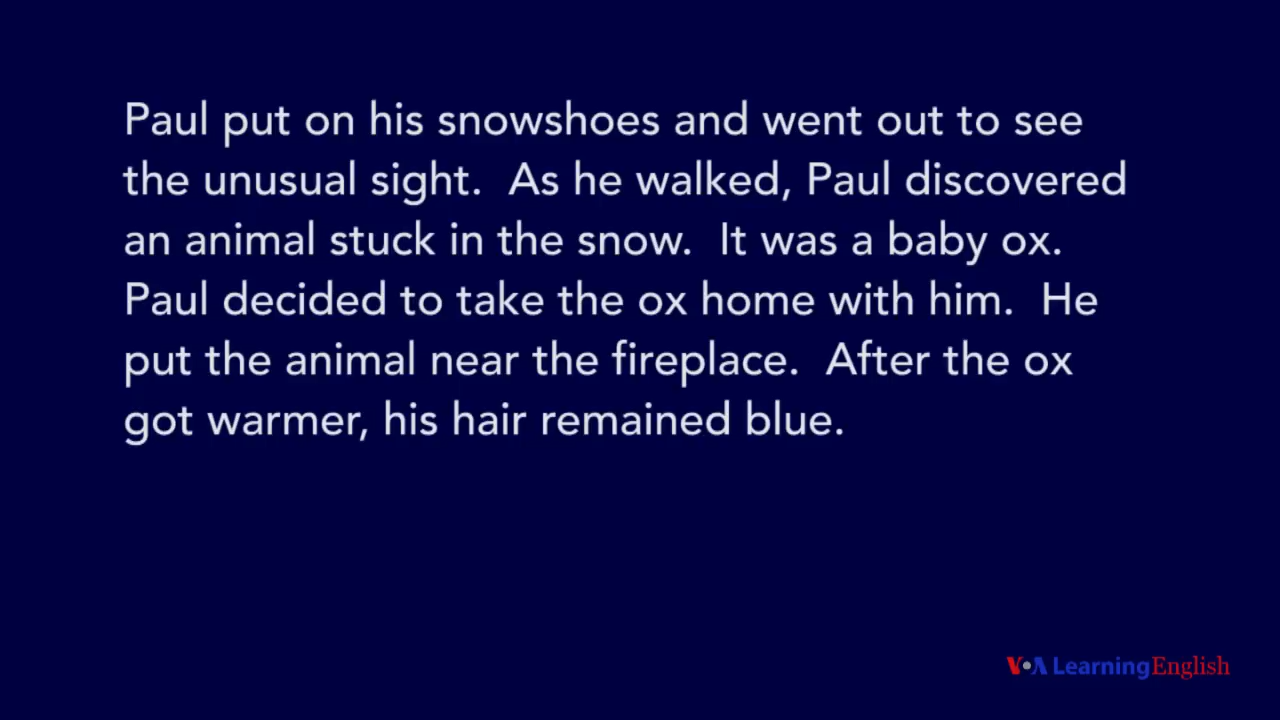 Paul put on his snowshoes and went out to see
the unusual sight.  As he walked, Paul discovered
an animal stuck in the snow.  It was a baby ox.
Paul decided to take the ox home with him.  He
put the animal near the fireplace.  After the ox
got warmer, his hair remained blue.
VOA Learning English